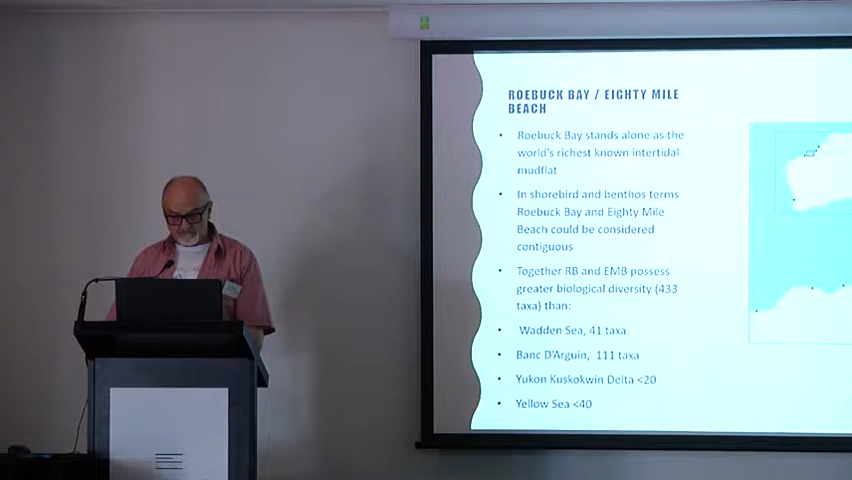 ROEBUCK BAY / EIGHTY MILE
BEACH
• Roebuck Bay stands alone as the
world's richest known intertidal
mudflat
• In shorebird and benthos terms
Roebuck Bay and Eighty Mile
Beach could be considered
contiguous
• Together RB and EMB possess
greater biological diversity (433
taxa) than:
• Wadden Sea, 41 taxa
• Banc D'Arguin, 111 taxa
• Yukon Kuskokwin Delta <20
• Yellow Sea <40